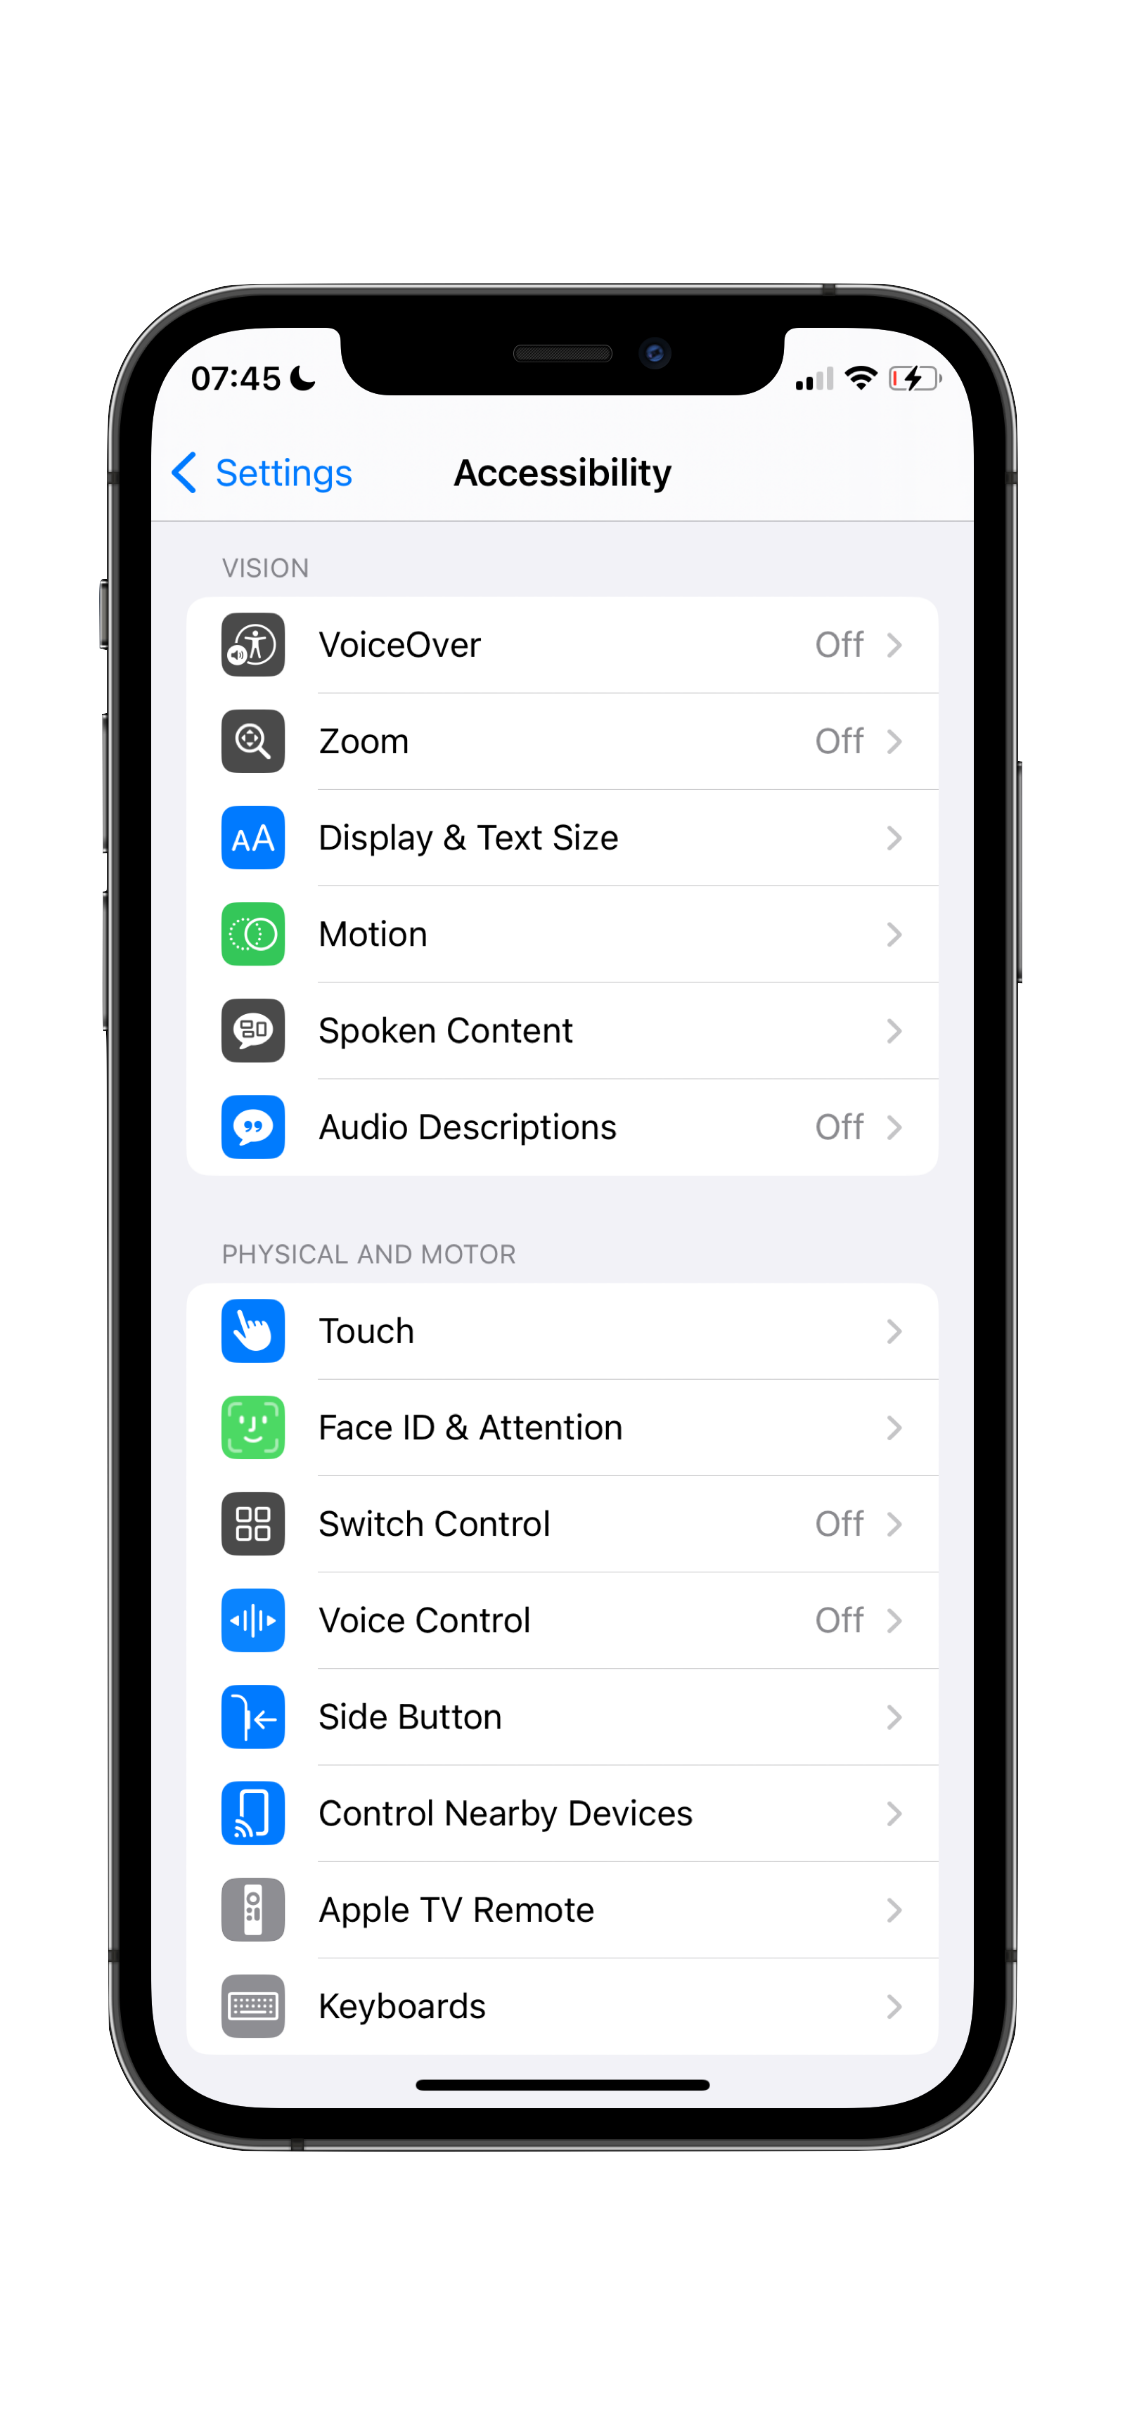 07:45
Settings
Accessibility
VISION
VoiceOver Off
Zoom Off
Display & Text Size
Motion
Spoken Content
Audio Descriptions Off
PHYSICAL AND MOTOR
Touch
Face ID & Attention
Switch Control Off
Voice Control Off
Side Button
Control Nearby Devices
Apple TV Remote
Keyboards